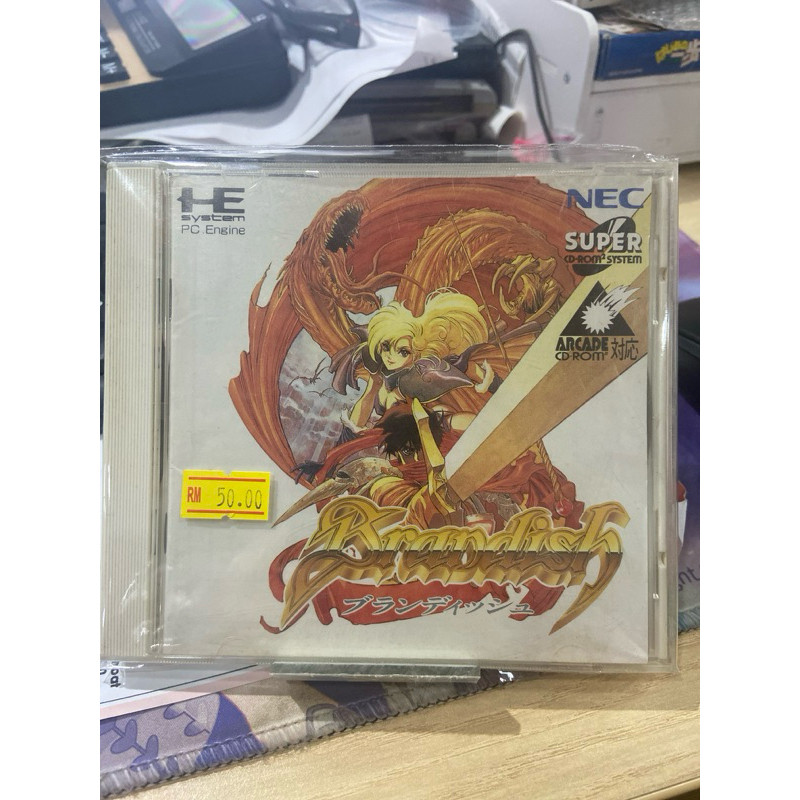 HE
system
PC Engine
NEC
SUPER
CD-ROM² SYSTEM
ARCADE
CD-ROM² 対応
RM 50.00
Brandish
ブランディッシュ